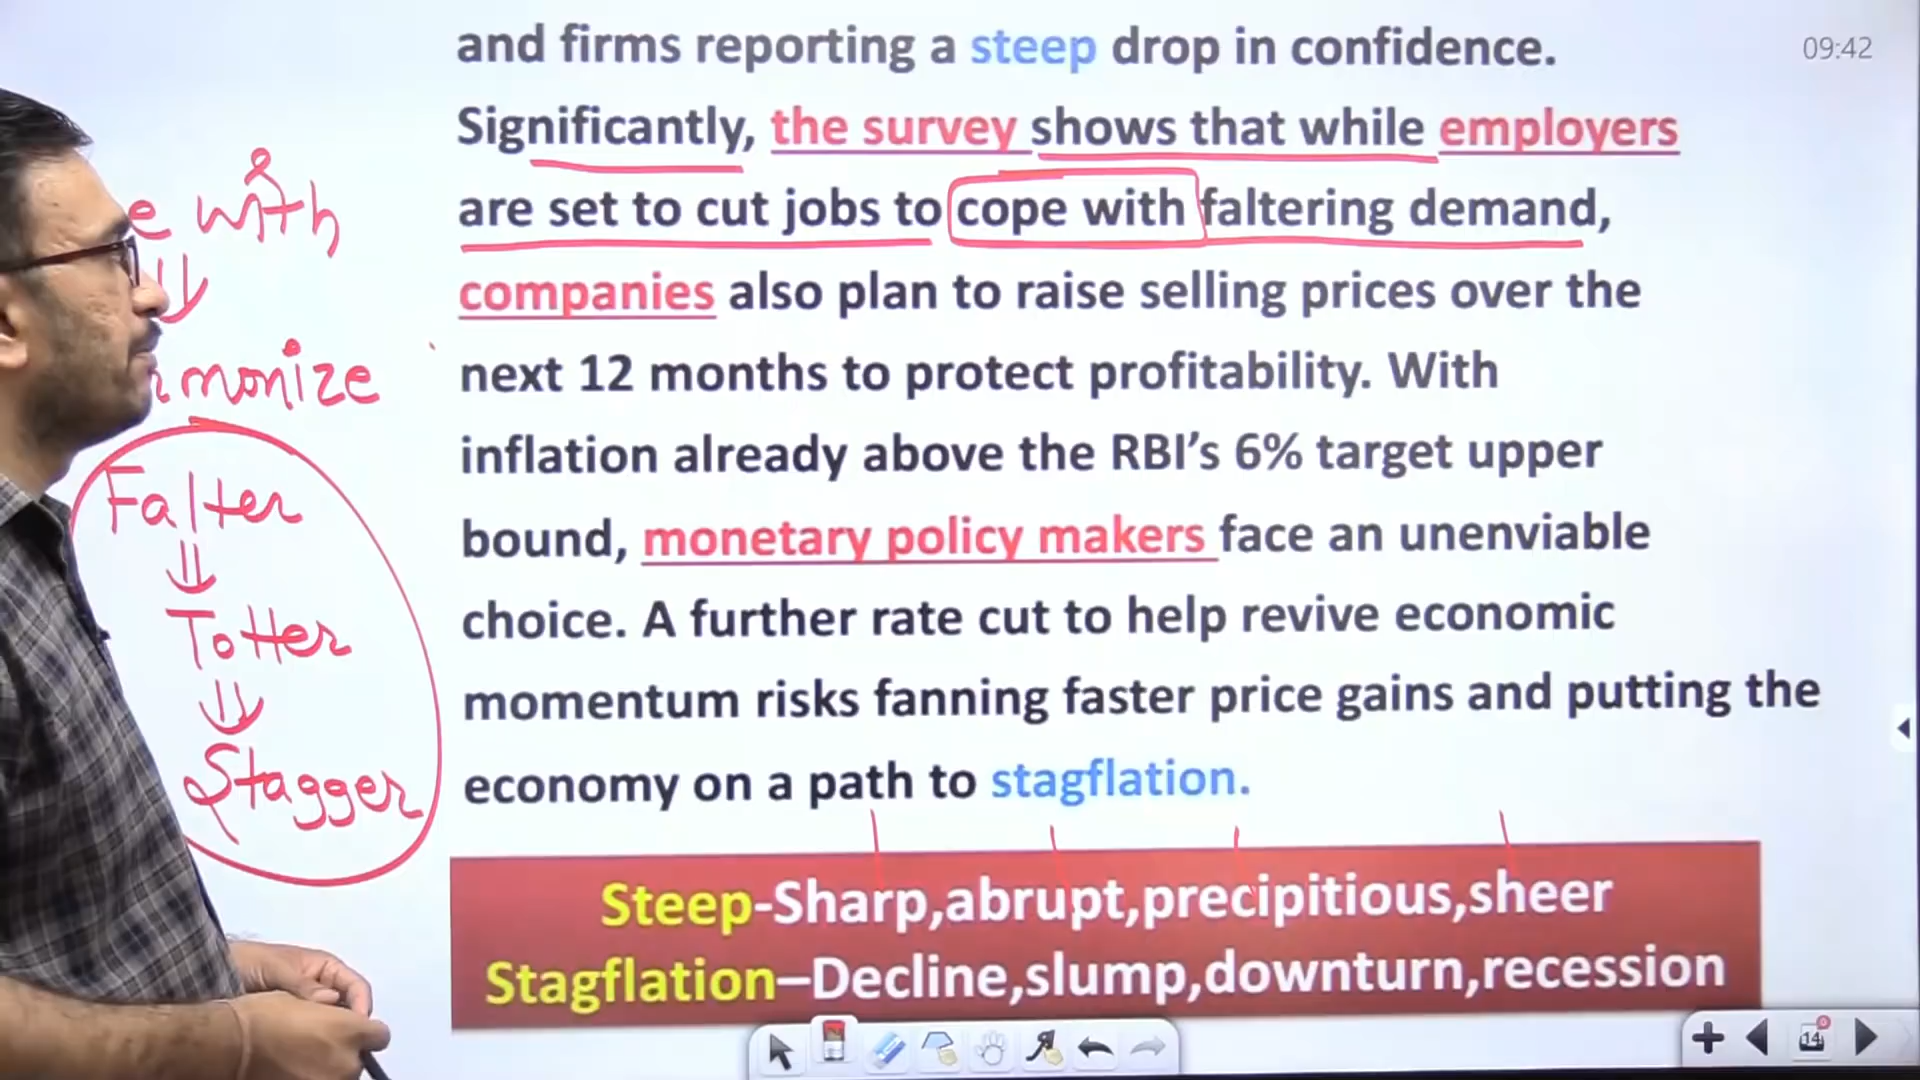 and firms reporting a steep drop in confidence.
09:42
Significantly, the survey shows that while employers
are set to cut jobs to cope with faltering demand,
companies also plan to raise selling prices over the
next 12 months to protect profitability. With
inflation already above the RBI's 6% target upper
bound, monetary policy makers face an unenviable
choice. A further rate cut to help revive economic
momentum risks fanning faster price gains and putting the
economy on a path to stagflation.
with
Falter
Totter
Stagger
Steep-Sharp,abrupt,precipitious,sheer
Stagflation–Decline,slump,downturn,recession
14
0